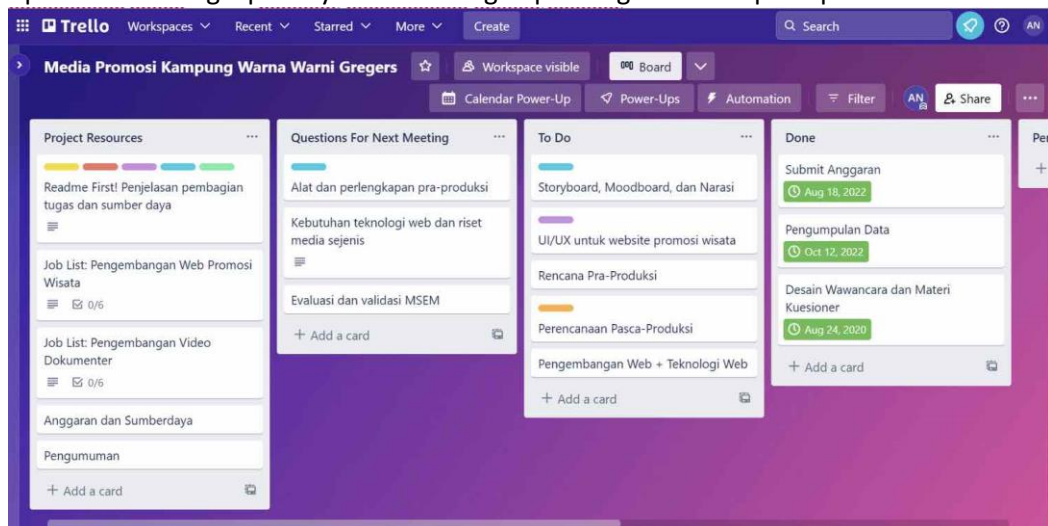 Trello Workspaces Recent Starred More Create Search AN
Media Promosi Kampung Warna Warni Gregers Workspace visible Board
Calendar Power-Up Power-Ups Automation Filter AN Share
Project Resources
Readme First! Penjelasan pembagian
tugas dan sumber daya
Job List: Pengembangan Web Promosi
Wisata
0/6
Job List: Pengembangan Video
Dokumenter
0/6
Anggaran dan Sumberdaya
Pengumuman
+ Add a card
Questions For Next Meeting
Alat dan perlengkapan pra-produksi
Kebutuhan teknologi web dan riset
media sejenis
Evaluasi dan validasi MSEM
+ Add a card
To Do
Storyboard, Moodboard, dan Narasi
UI/UX untuk website promosi wisata
Rencana Pra-Produksi
Perencanaan Pasca-Produksi
Pengembangan Web + Teknologi Web
+ Add a card
Done
Submit Anggaran
Aug 18, 2022
Pengumpulan Data
Oct 12, 2022
Desain Wawancara dan Materi
Kuesioner
Aug 24, 2020
+ Add a card